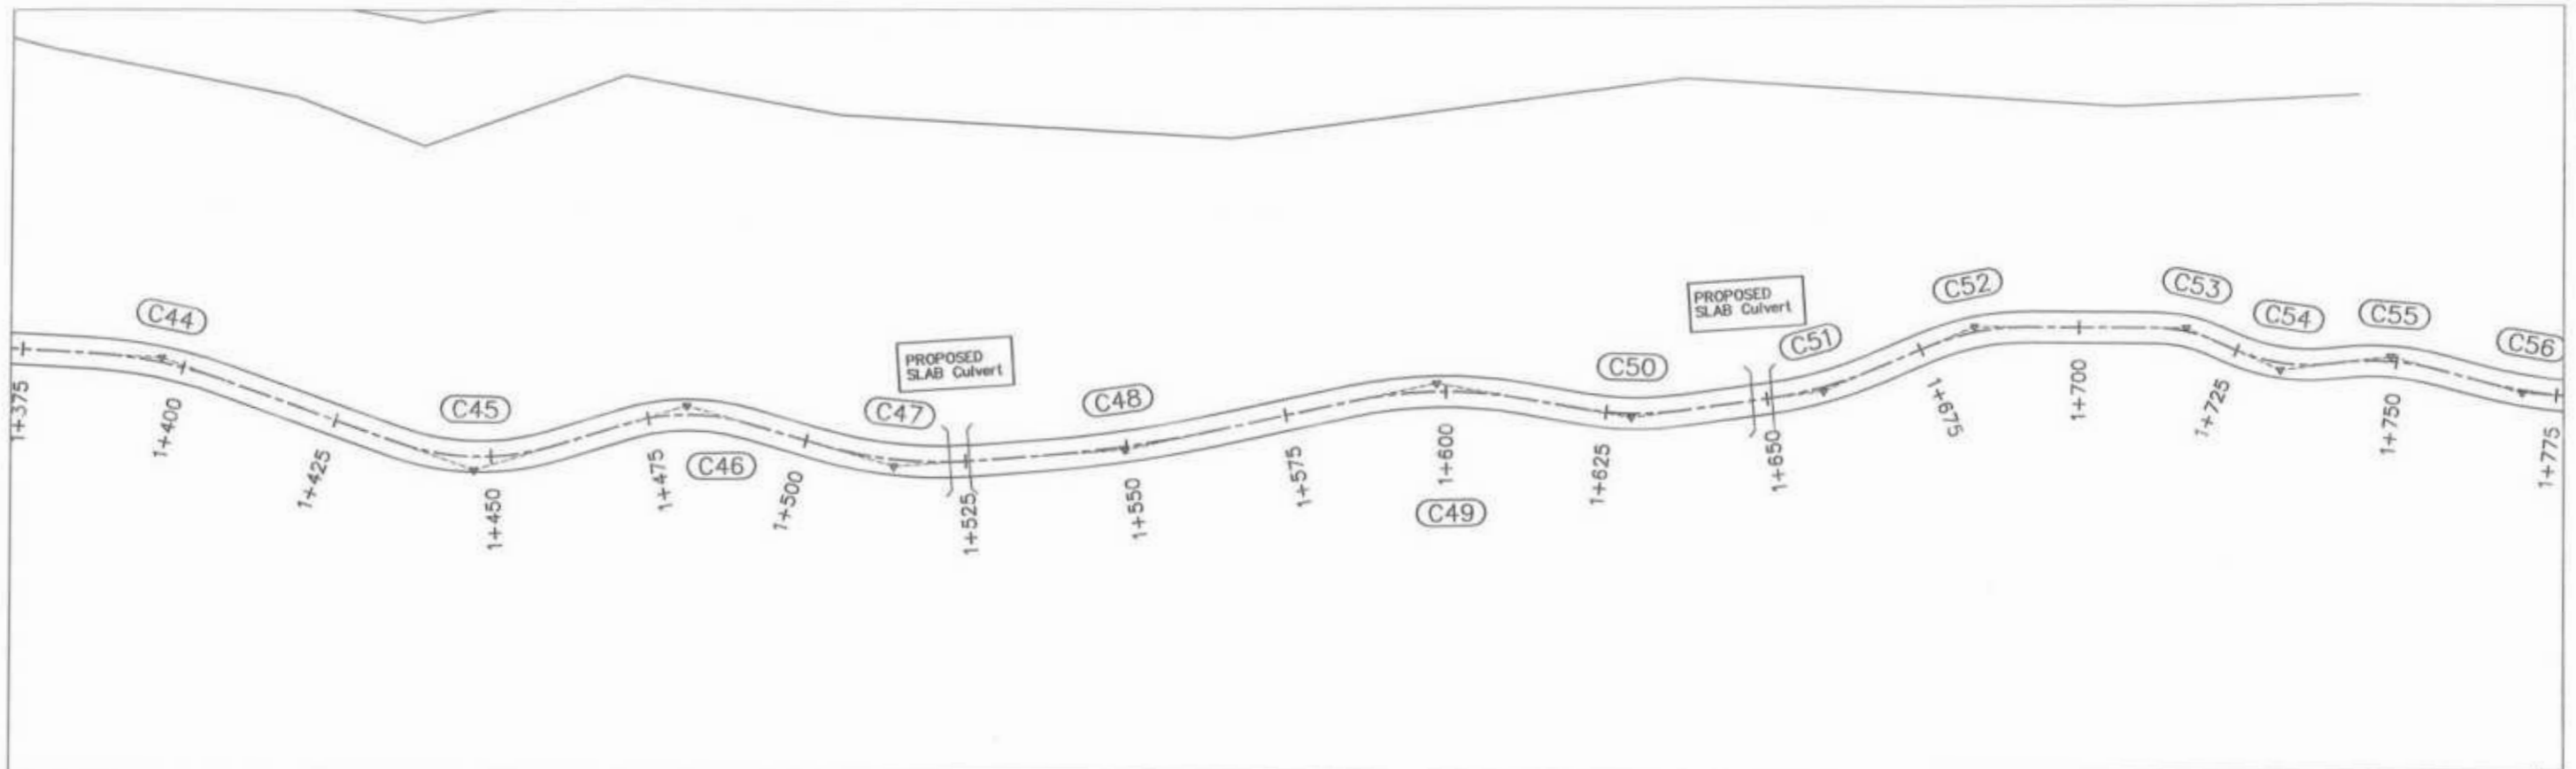 C44
C45
C46
C47
PROPOSED
SLAB Culvert
C48
C49
C50
PROPOSED
SLAB Culvert
C51
C52
C53
C54
C55
C56
1+375
1+400
1+425
1+450
1+475
1+500
1+525
1+550
1+575
1+600
1+625
1+650
1+675
1+700
1+725
1+750
1+775